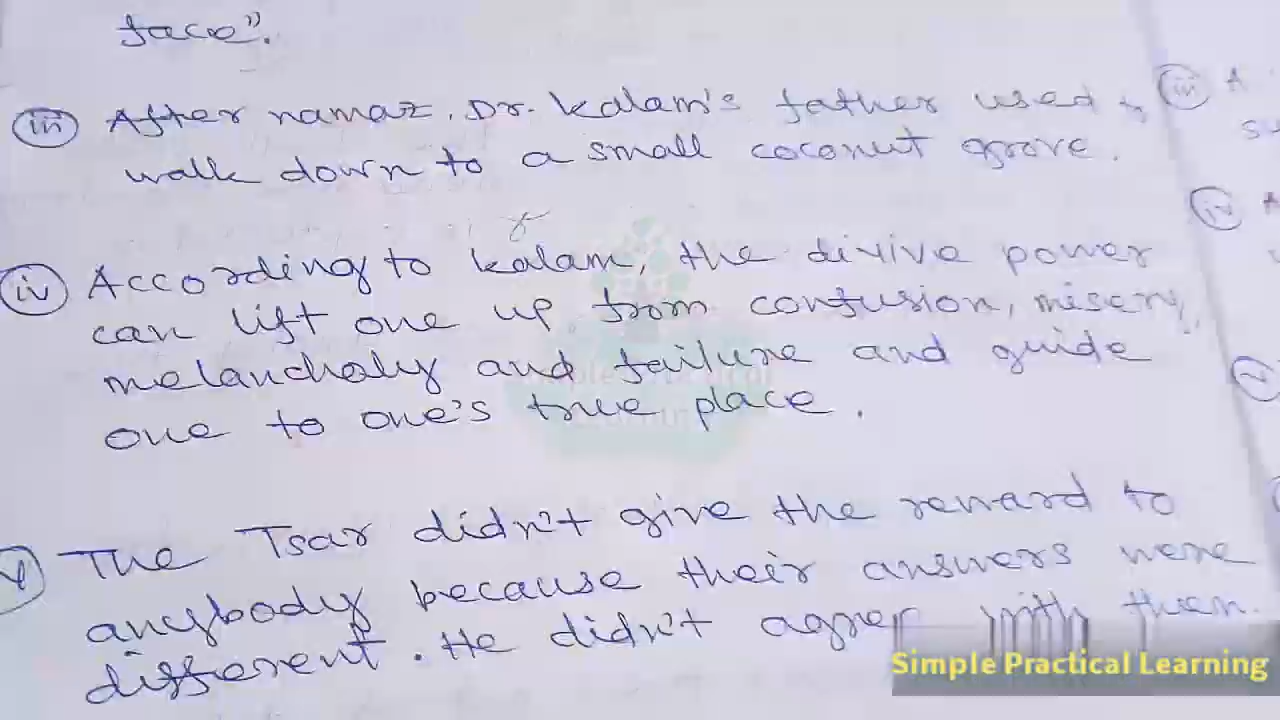 face".
(iii) After namaz, Dr. Kalam's father used
walk down to a small coconut grove.
(iv) According to Kalam, the divive power
can lift one up from confusion, misery,
melancholy and failure and guide
one to one's true place.
(v) The Tsar didn't give the reward to
anybody because their answers were
different. He didn't agree with them.
(iii) A
(iv) A
(v)
Simple Practical Learning